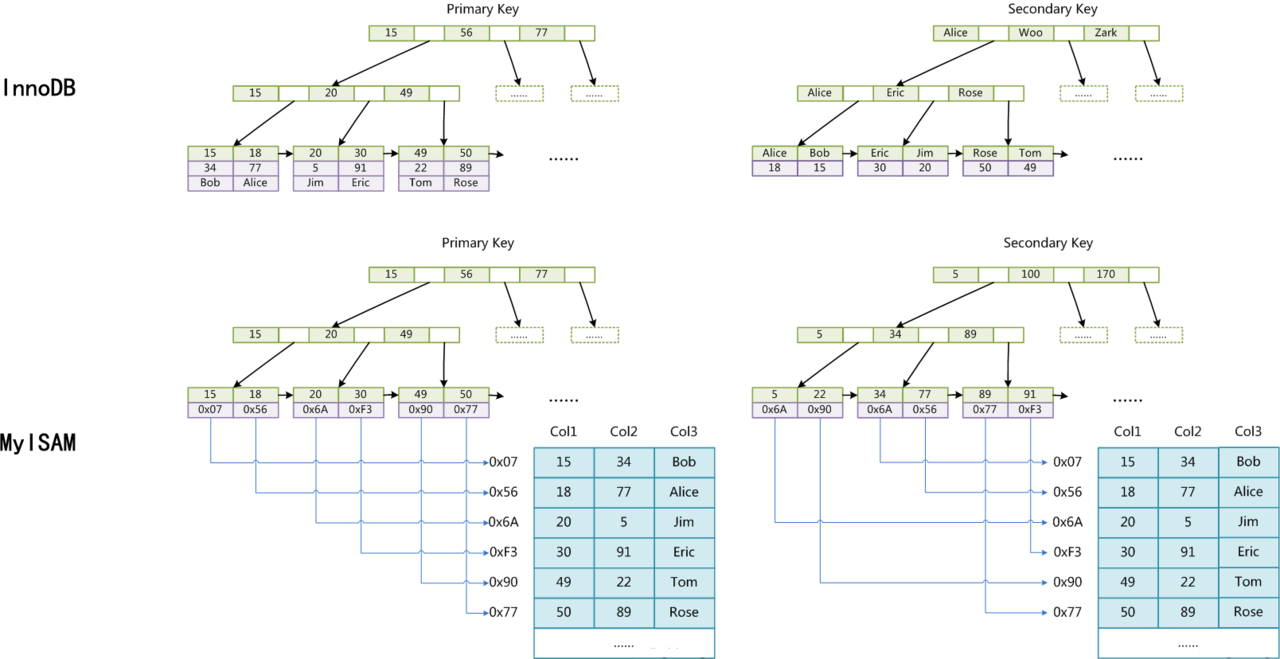 Primary Key
15 56 77
InnoDB
15 20 49 ...... ......
15 18 20 30 49 50
34 77 5 91 22 89 ......
Bob Alice Jim Eric Tom Rose
Secondary Key
Alice Woo Zark
Alice Eric Rose ...... ......
Alice Bob Eric Jim Rose Tom
18 15 30 20 50 49 ......
Primary Key
15 56 77
15 20 49 ...... ......
15 18 20 30 49 50
0x07 0x56 0x6A 0xF3 0x90 0x77 ......
MyISAM
Col1 Col2 Col3
0x07 15 34 Bob
0x56 18 77 Alice
0x6A 20 5 Jim
0xF3 30 91 Eric
0x90 49 22 Tom
0x77 50 89 Rose
......
Secondary Key
5 100 170
5 34 89 ...... ......
5 22 34 77 89 91
0x6A 0x90 0x6A 0x56 0x77 0xF3 ......
Col1 Col2 Col3
0x07 15 34 Bob
0x56 18 77 Alice
0x6A 20 5 Jim
0xF3 30 91 Eric
0x90 49 22 Tom
0x77 50 89 Rose
......